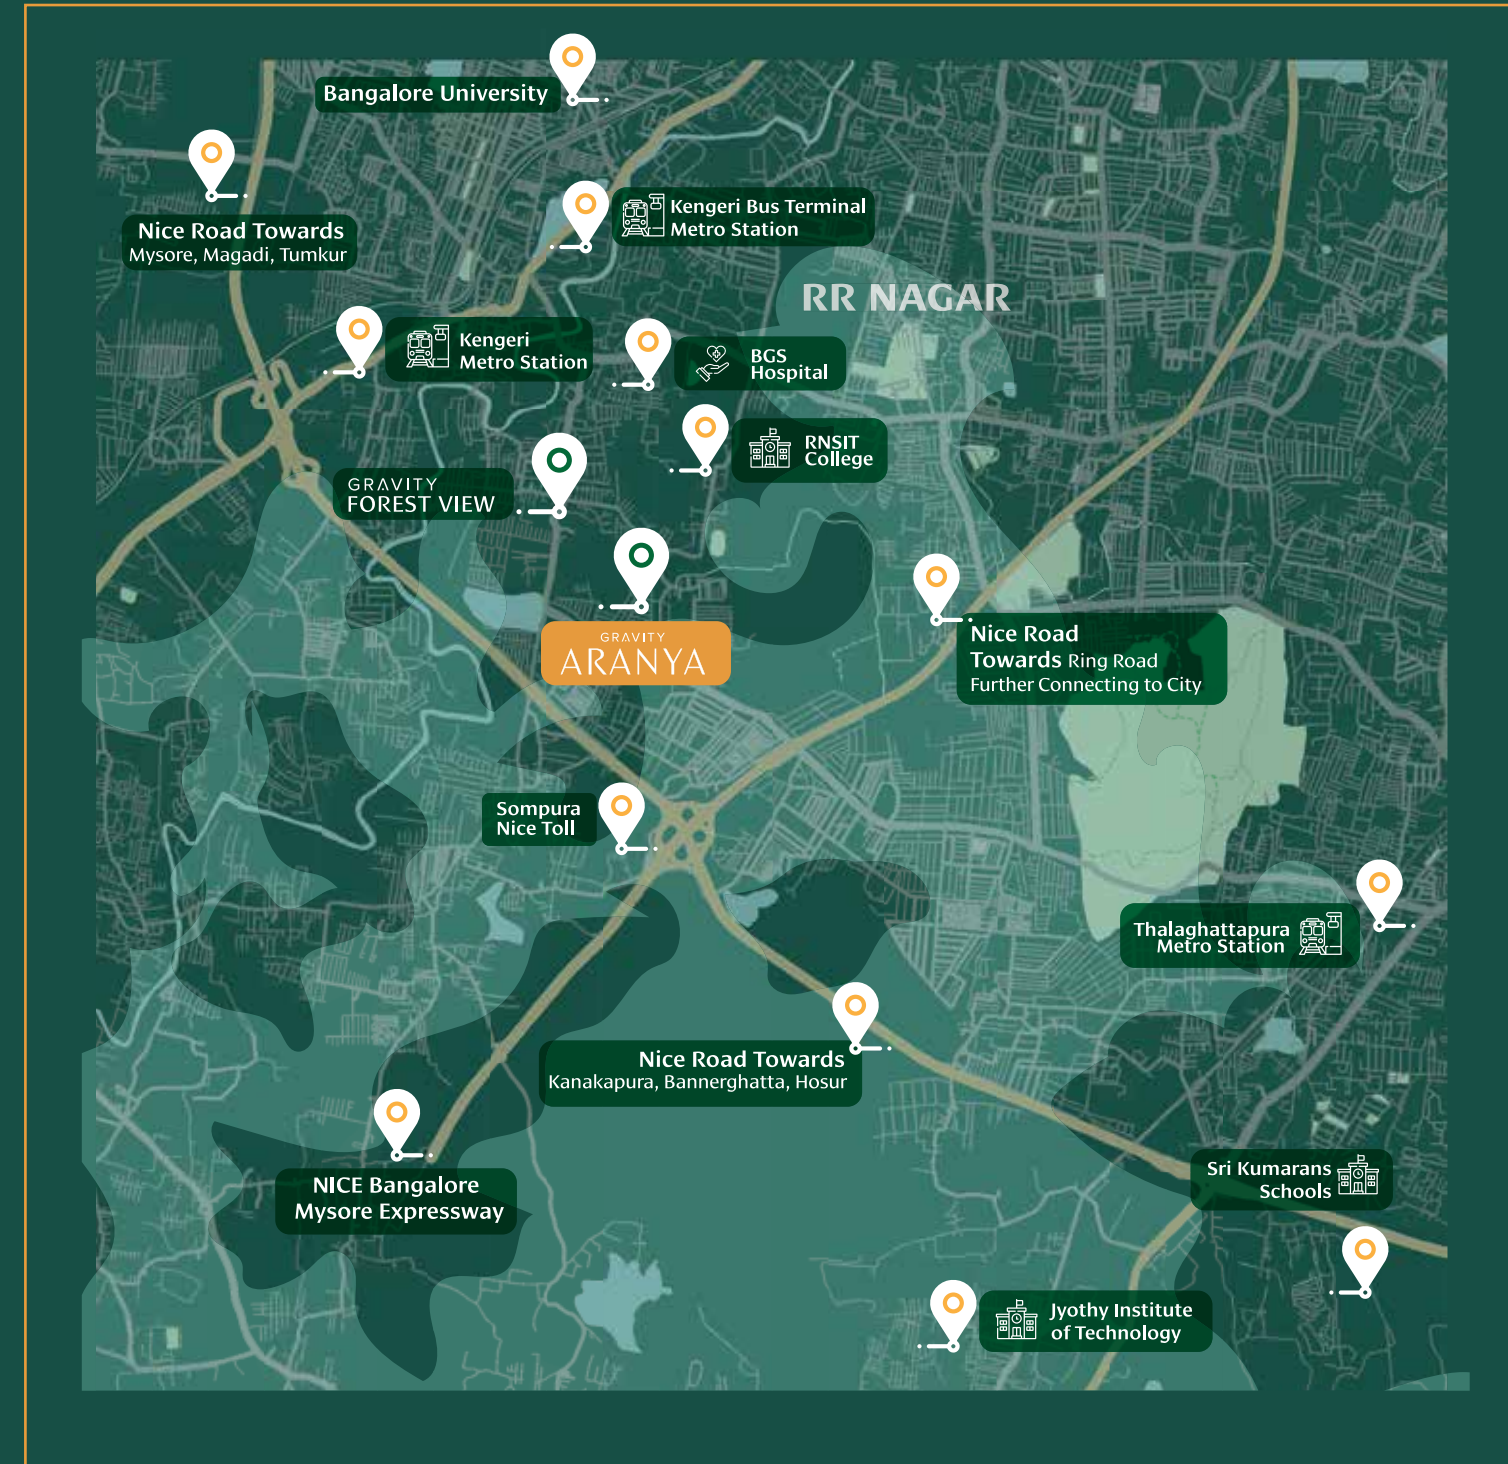 Bangalore University
Nice Road Towards
Mysore, Magadi, Tumkur
Kengeri Bus Terminal
Metro Station
RR NAGAR
Kengeri
Metro Station
BGS
Hospital
RNSIT
College
GRAVITY
FOREST VIEW
GRAVITY
ARANYA
Nice Road
Towards Ring Road
Further Connecting to City
Sompura
Nice Toll
Thalaghattapura
Metro Station
Nice Road Towards
Kanakapura, Bannerghatta, Hosur
NICE Bangalore
Mysore Expressway
Sri Kumarans
Schools
Jyothy Institute
of Technology